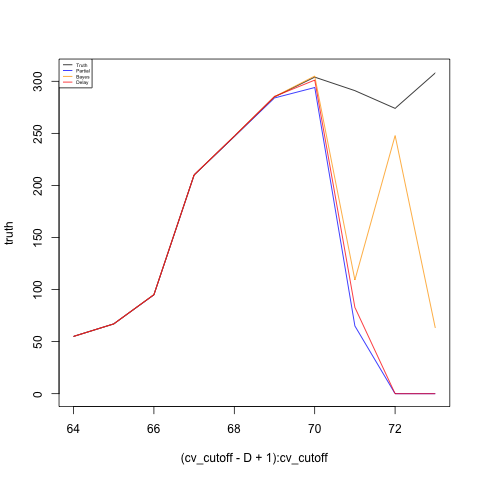 Truth
Partial
Bayes
Delay
truth
300
250
200
150
100
50
0
64 66 68 70 72
(cv_cutoff - D + 1):cv_cutoff